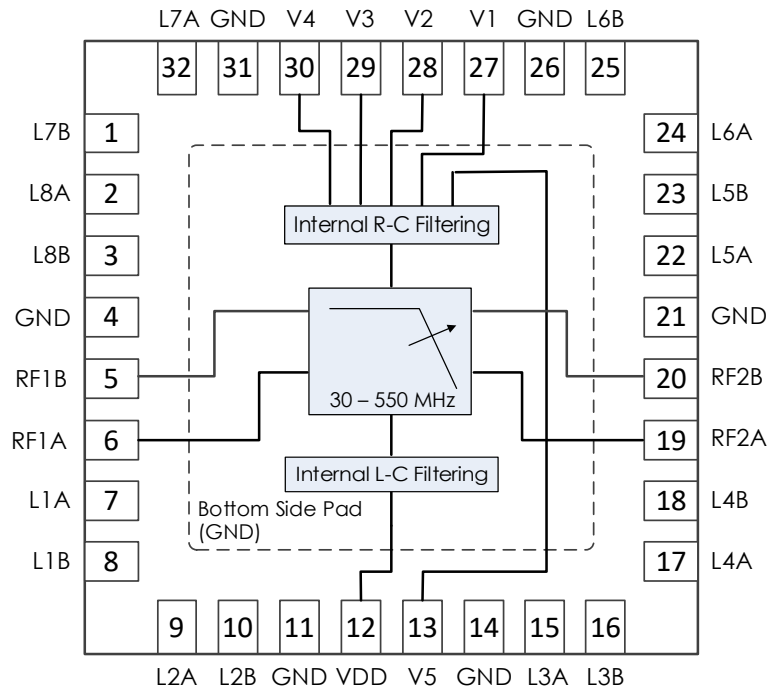 L7A GND V4 V3 V2 V1 GND L6B
32 31 30 29 28 27 26 25
L7B 1 24 L6A
L8A 2 23 L5B
Internal R-C Filtering
L8B 3 22 L5A
GND 4 21 GND
RF1B 5 20 RF2B
30 – 550 MHz
RF1A 6 19 RF2A
Internal L-C Filtering
L1A 7 18 L4B
Bottom Side Pad
(GND)
L1B 8 17 L4A
9 10 11 12 13 14 15 16
L2A L2B GND VDD V5 GND L3A L3B